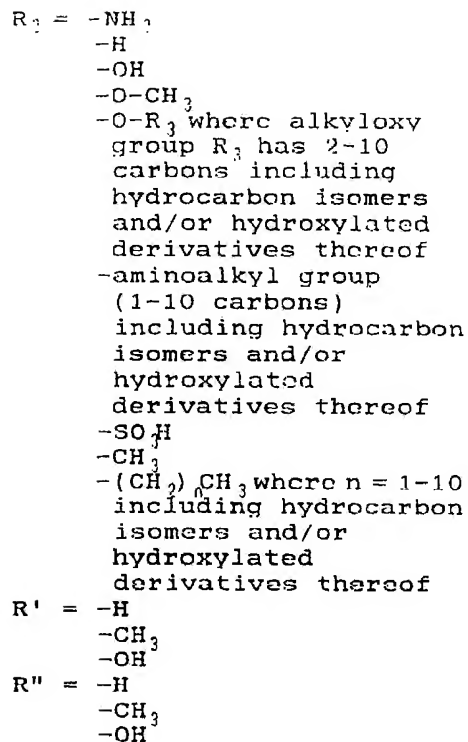 R₂ = -NH₂
-H
-OH
-O-CH₃
-O-R₃ where alkyloxy
group R₃ has 2-10
carbons including
hydrocarbon isomers
and/or hydroxylated
derivatives thereof
-aminoalkyl group
(1-10 carbons)
including hydrocarbon
isomers and/or
hydroxylated
derivatives thereof
-SO₃H
-CH₃
-(CH₂)ₙCH₃ where n = 1-10
including hydrocarbon
isomers and/or
hydroxylated
derivatives thereof
R' = -H
-CH₃
-OH
R" = -H
-CH₃
-OH